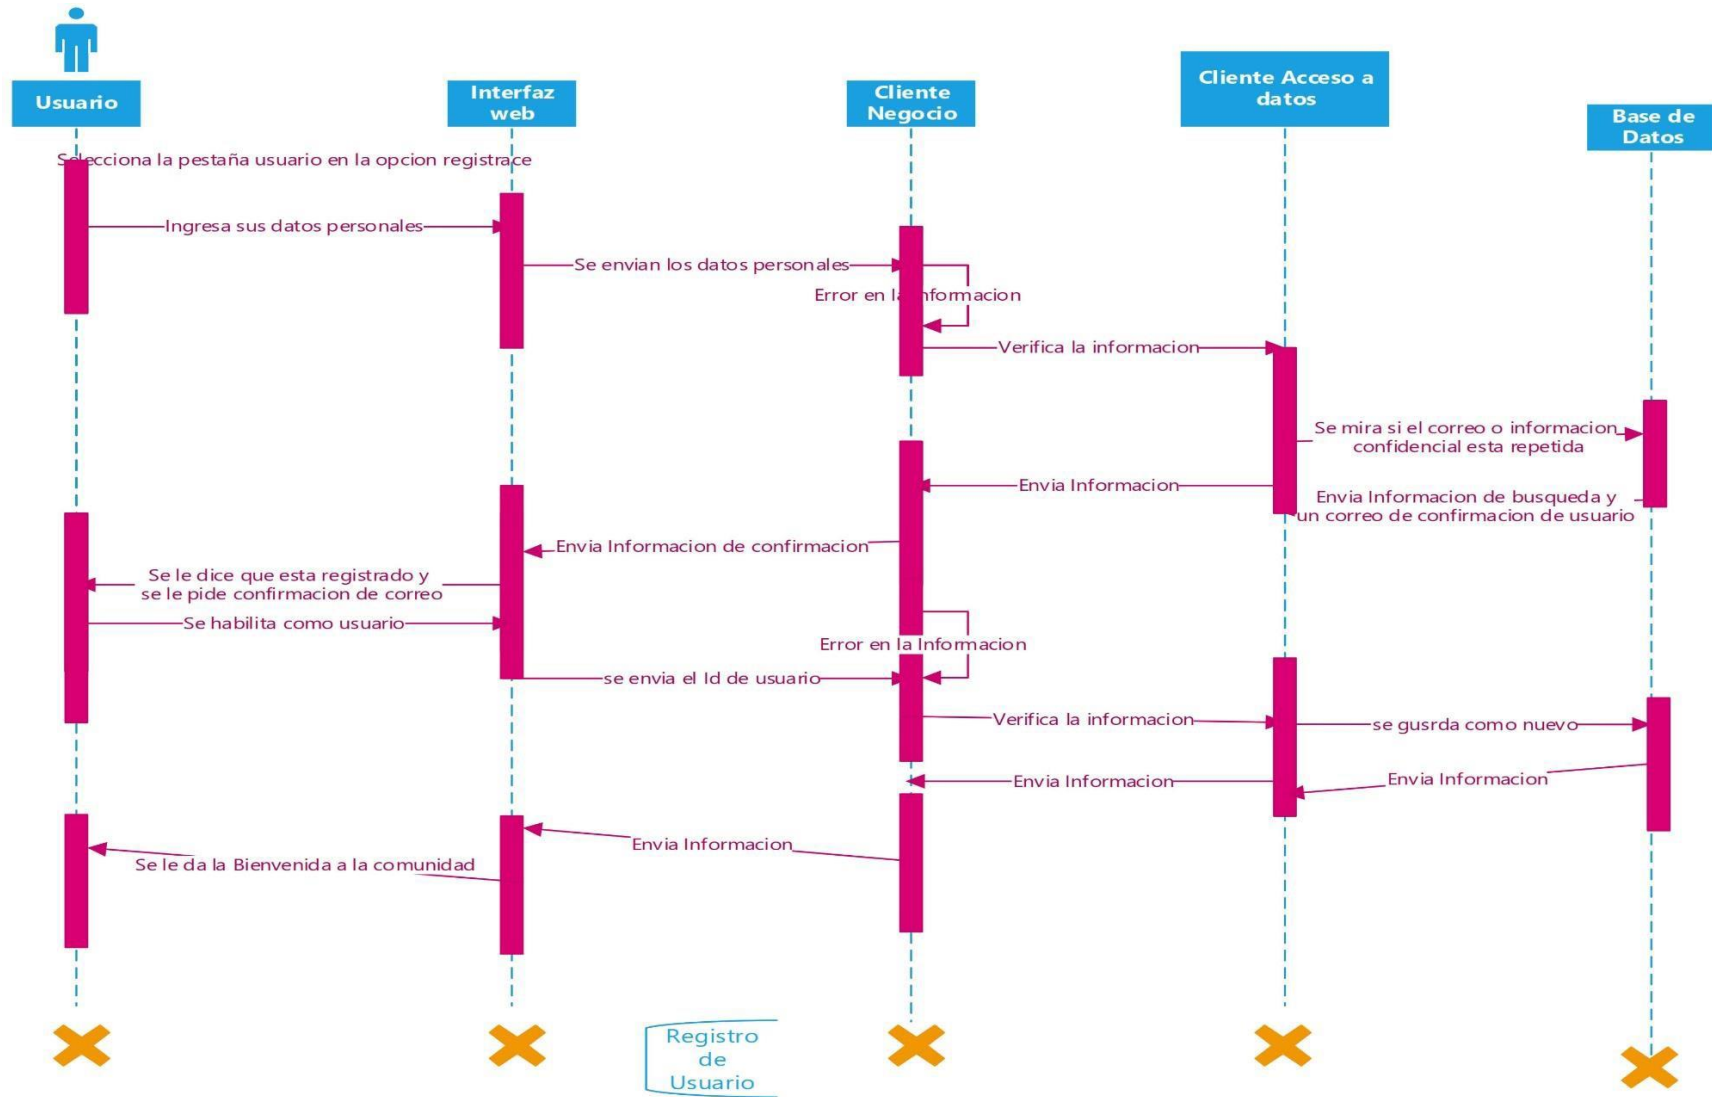 Usuario
Interfaz
web
Cliente
Negocio
Cliente Acceso a
datos
Base de
Datos
Selecciona la pestaña usuario en la opcion registrace
Ingresa sus datos personales
Se envian los datos personales
Error en la Informacion
Verifica la informacion
Se mira si el correo o informacion
confidencial esta repetida
Envia Informacion
Envia Informacion de busqueda y
un correo de confirmacion de usuario
Envia Informacion de confirmacion
Se le dice que esta registrado y
se le pide confirmacion de correo
Se habilita como usuario
Error en la Informacion
se envia el Id de usuario
Verifica la informacion
se gusrda como nuevo
Envia Informacion
Envia Informacion
Envia Informacion
Se le da la Bienvenida a la comunidad
Registro
de
Usuario